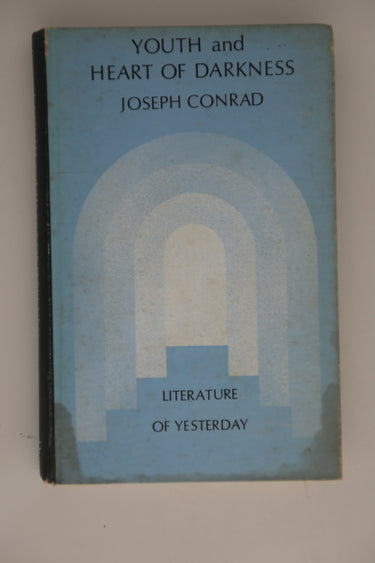 YOUTH and
HEART OF DARKNESS
JOSEPH CONRAD
LITERATURE
OF YESTERDAY